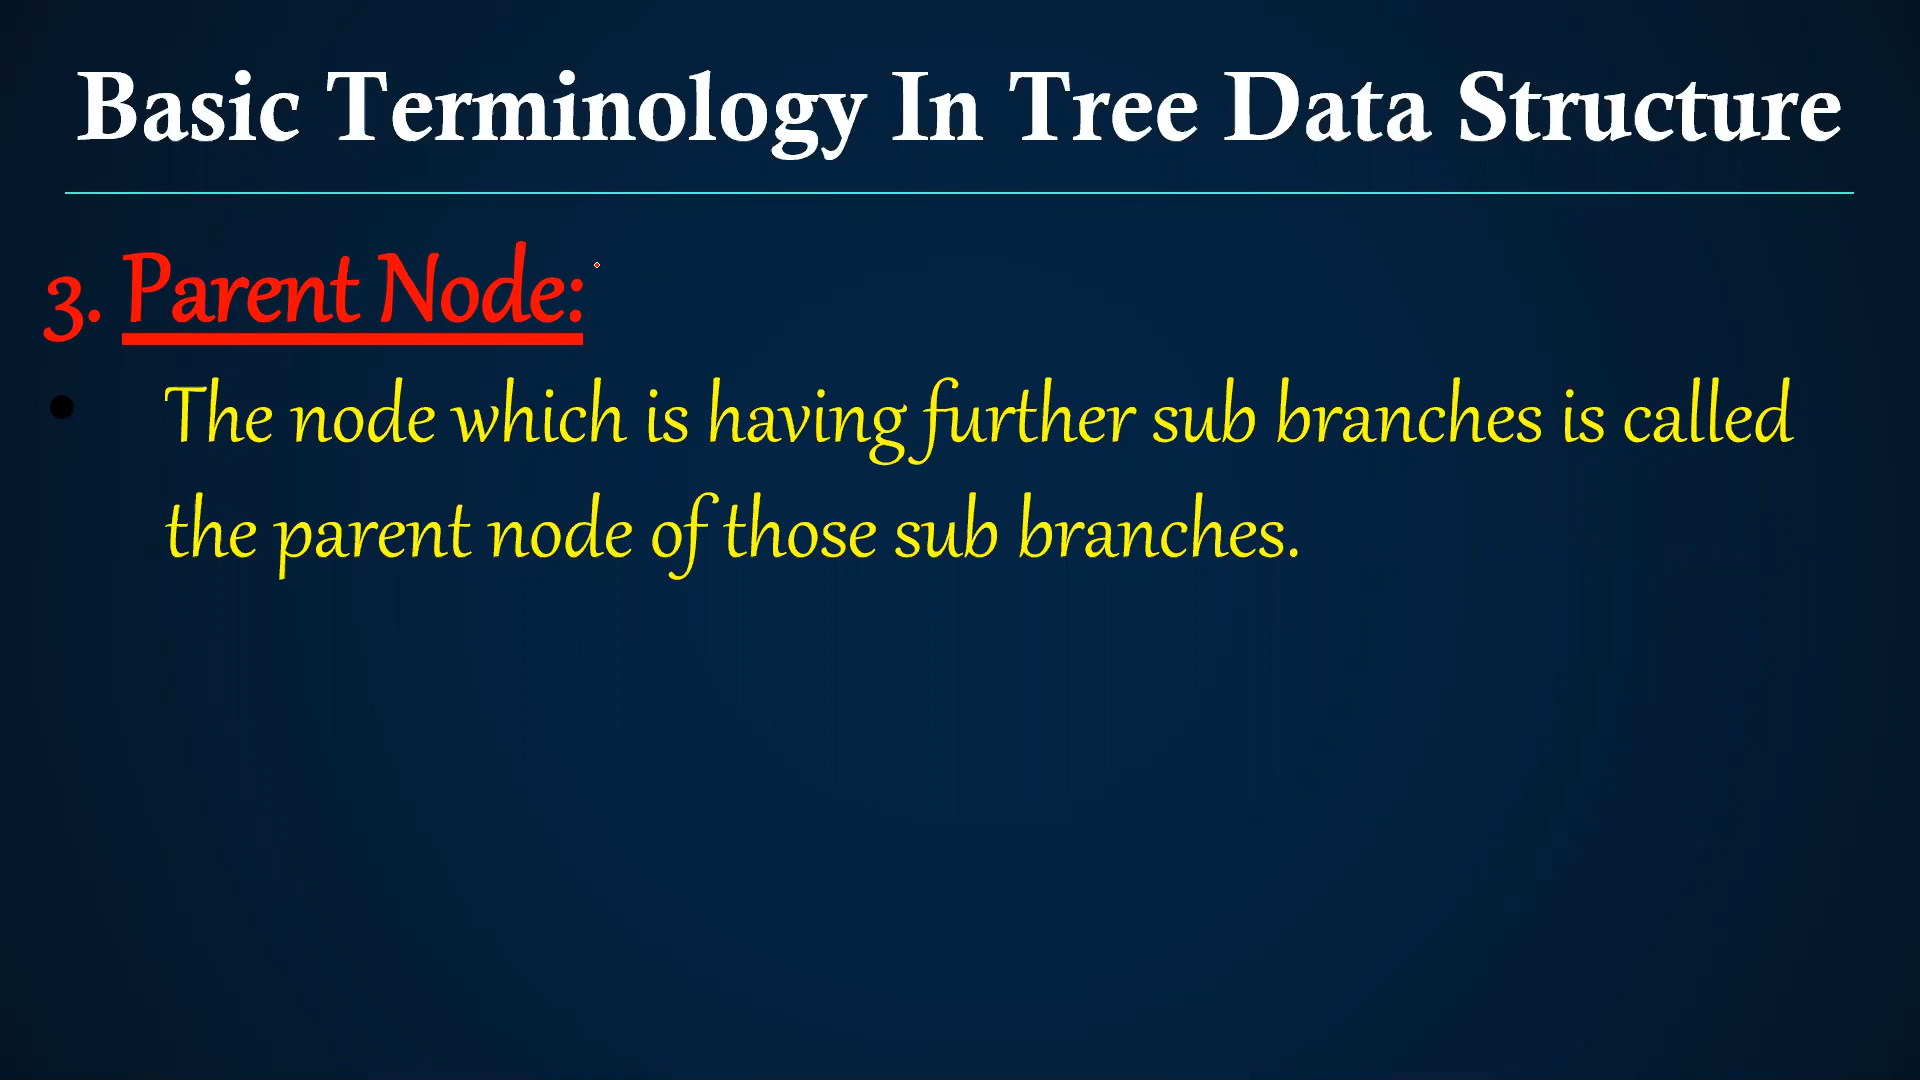 Basic Terminology In Tree Data Structure
3. Parent Node:
• The node which is having further sub branches is called
the parent node of those sub branches.